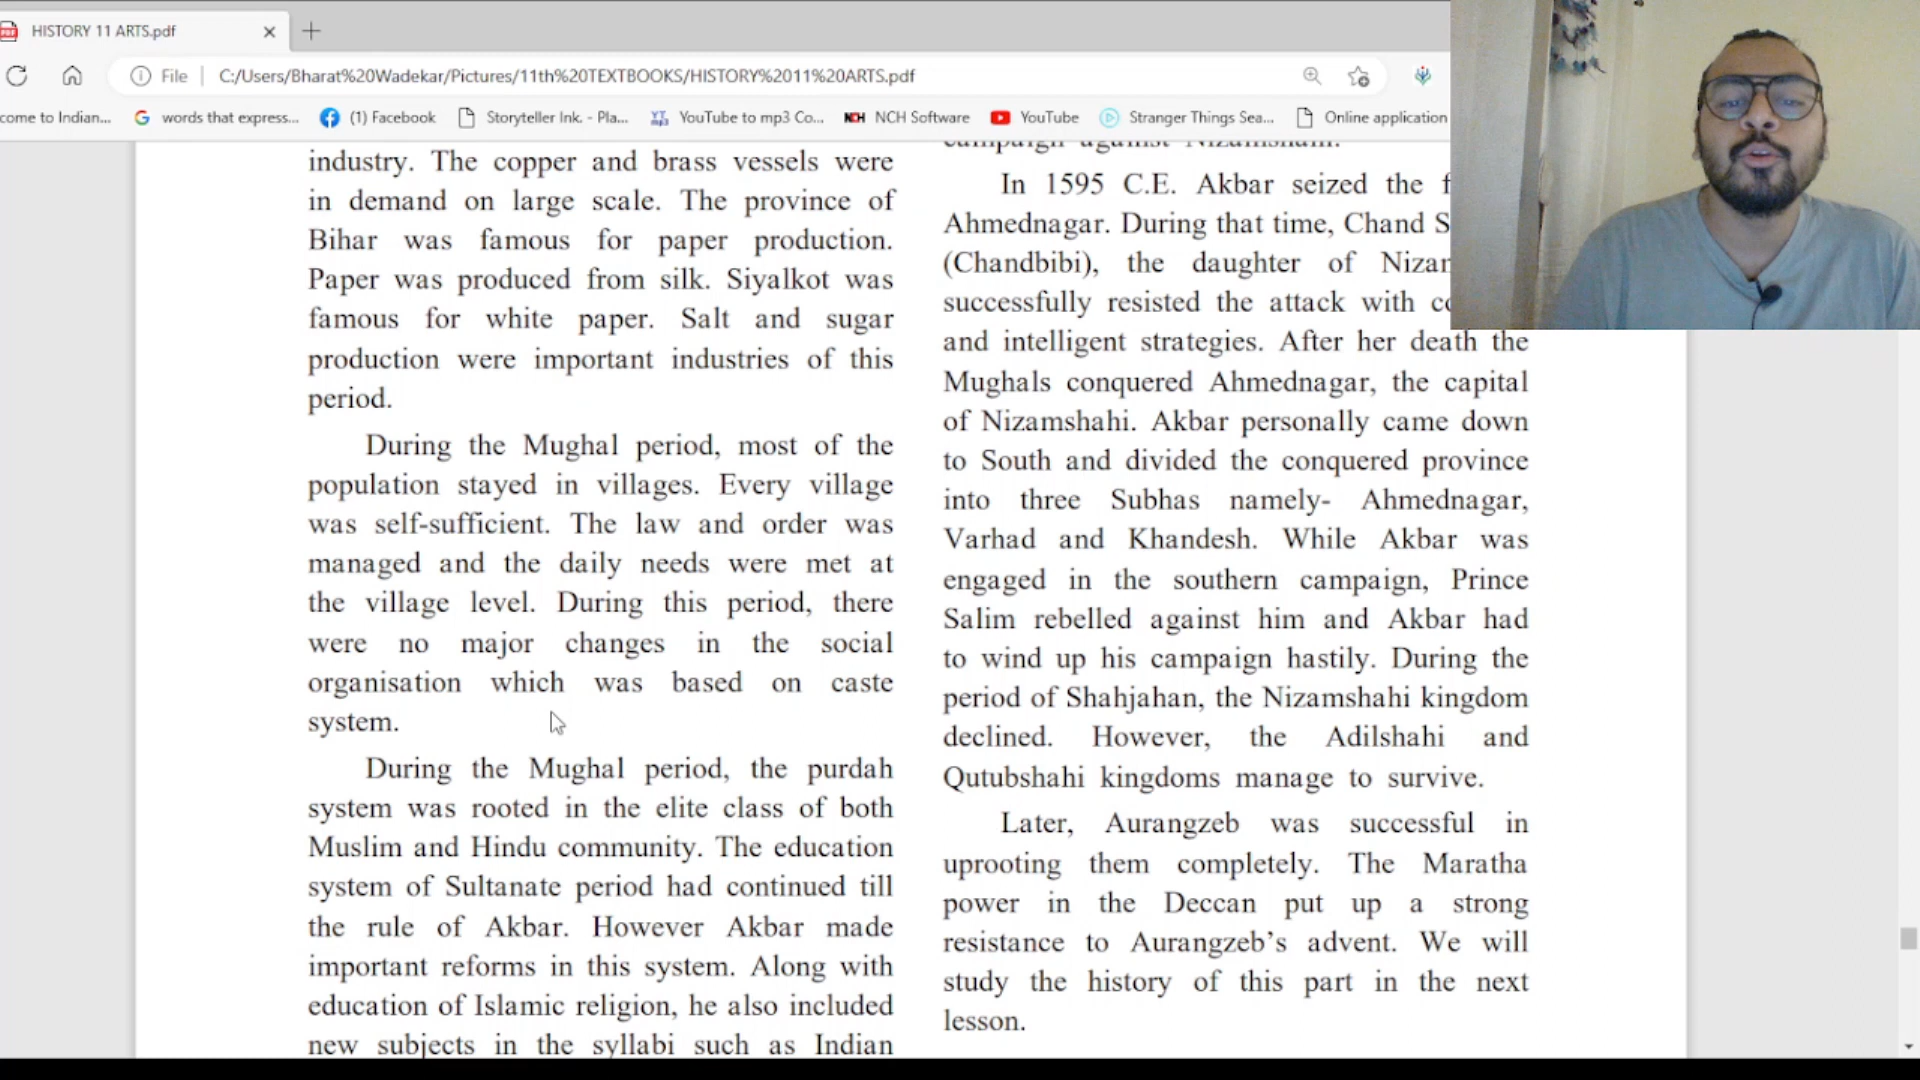 HISTORY 11 ARTS.pdf
File
C:/Users/Bharat%20Wadekar/Pictures/11th%20TEXTBOOKS/HISTORY%2011%20ARTS.pdf
come to Indian...
words that express...
(1) Facebook
Storyteller Ink. - Pla...
YouTube to mp3 Co...
NCH Software
YouTube
Stranger Things Sea...
Online application
industry. The copper and brass vessels were
in demand on large scale. The province of
Bihar was famous for paper production.
Paper was produced from silk. Siyalkot was
famous for white paper. Salt and sugar
production were important industries of this
period.
During the Mughal period, most of the
population stayed in villages. Every village
was self-sufficient. The law and order was
managed and the daily needs were met at
the village level. During this period, there
were no major changes in the social
organisation which was based on caste
system.
During the Mughal period, the purdah
system was rooted in the elite class of both
Muslim and Hindu community. The education
system of Sultanate period had continued till
the rule of Akbar. However Akbar made
important reforms in this system. Along with
education of Islamic religion, he also included
new subjects in the syllabi such as Indian
campaign against Nizamshahi.
In 1595 C.E. Akbar seized the
Ahmednagar. During that time, Chand
(Chandbibi), the daughter of
successfully resisted the attack with
and intelligent strategies. After her death the
Mughals conquered Ahmednagar, the capital
of Nizamshahi. Akbar personally came down
to South and divided the conquered province
into three Subhas namely- Ahmednagar,
Varhad and Khandesh. While Akbar was
engaged in the southern campaign, Prince
Salim rebelled against him and Akbar had
to wind up his campaign hastily. During the
period of Shahjahan, the Nizamshahi kingdom
declined. However, the Adilshahi and
Qutubshahi kingdoms manage to survive.
Later, Aurangzeb was successful in
uprooting them completely. The Maratha
power in the Deccan put up a strong
resistance to Aurangzeb's advent. We will
study the history of this part in the next
lesson.